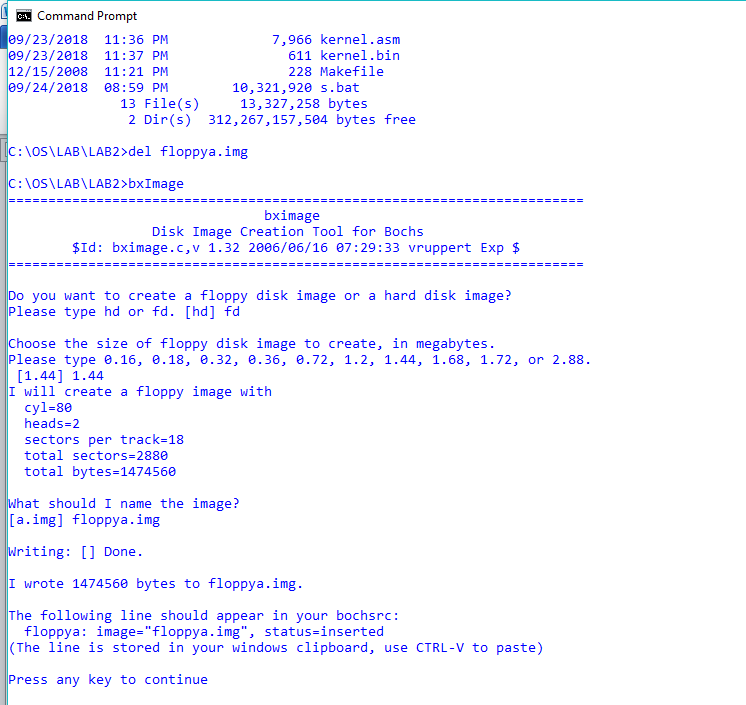 Command Prompt
09/23/2018  11:36 PM             7,966 kernel.asm
09/23/2018  11:37 PM               611 kernel.bin
12/15/2008  11:21 PM               228 Makefile
09/24/2018  08:59 PM        10,321,920 s.bat
              13 File(s)     13,327,258 bytes
               2 Dir(s)  312,267,157,504 bytes free
C:\OS\LAB\LAB2>del floppya.img
C:\OS\LAB\LAB2>bxImage
========================================================================
                                bximage
                  Disk Image Creation Tool for Bochs
        $Id: bximage.c,v 1.32 2006/06/16 07:29:33 vruppert Exp $
========================================================================
Do you want to create a floppy disk image or a hard disk image?
Please type hd or fd. [hd] fd
Choose the size of floppy disk image to create, in megabytes.
Please type 0.16, 0.18, 0.32, 0.36, 0.72, 1.2, 1.44, 1.68, 1.72, or 2.88.
 [1.44] 1.44
I will create a floppy image with
  cyl=80
  heads=2
  sectors per track=18
  total sectors=2880
  total bytes=1474560
What should I name the image?
[a.img] floppya.img
Writing: [] Done.
I wrote 1474560 bytes to floppya.img.
The following line should appear in your bochsrc:
  floppya: image="floppya.img", status=inserted
(The line is stored in your windows clipboard, use CTRL-V to paste)
Press any key to continue